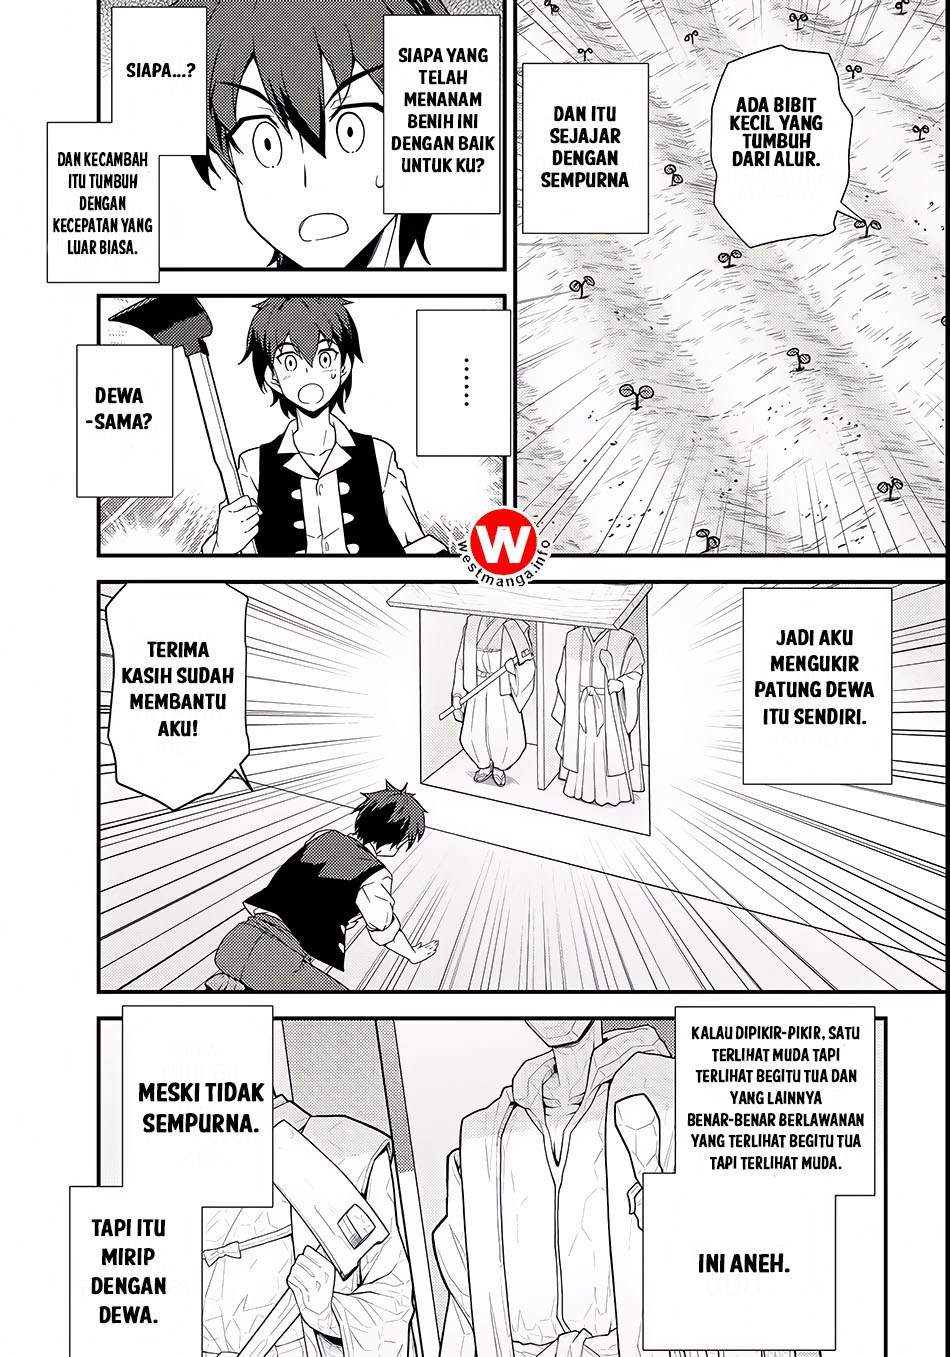 ADA BIBIT
KECIL YANG
TUMBUH
DARI ALUR.
DAN ITU
SEJAJAR
DENGAN
SEMPURNA
SIAPA YANG
TELAH
MENANAM
BENIH INI
DENGAN BAIK
UNTUK KU?
SIAPA...?
DAN KECAMBAH
ITU TUMBUH
DENGAN
KECEPATAN YANG
LUAR BIASA.
......
DEWA
-SAMA?
W
westmanga.info
JADI AKU
MENGUKIR
PATUNG DEWA
ITU SENDIRI.
TERIMA
KASIH SUDAH
MEMBANTU
AKU!
KALAU DIPIKIR-PIKIR, SATU
TERLIHAT MUDA TAPI
TERLIHAT BEGITU TUA DAN
YANG LAINNYA
BENAR-BENAR BERLAWANAN
YANG TERLIHAT BEGITU TUA
TAPI TERLIHAT MUDA.
INI ANEH.
MESKI TIDAK
SEMPURNA.
TAPI ITU
MIRIP
DENGAN
DEWA.